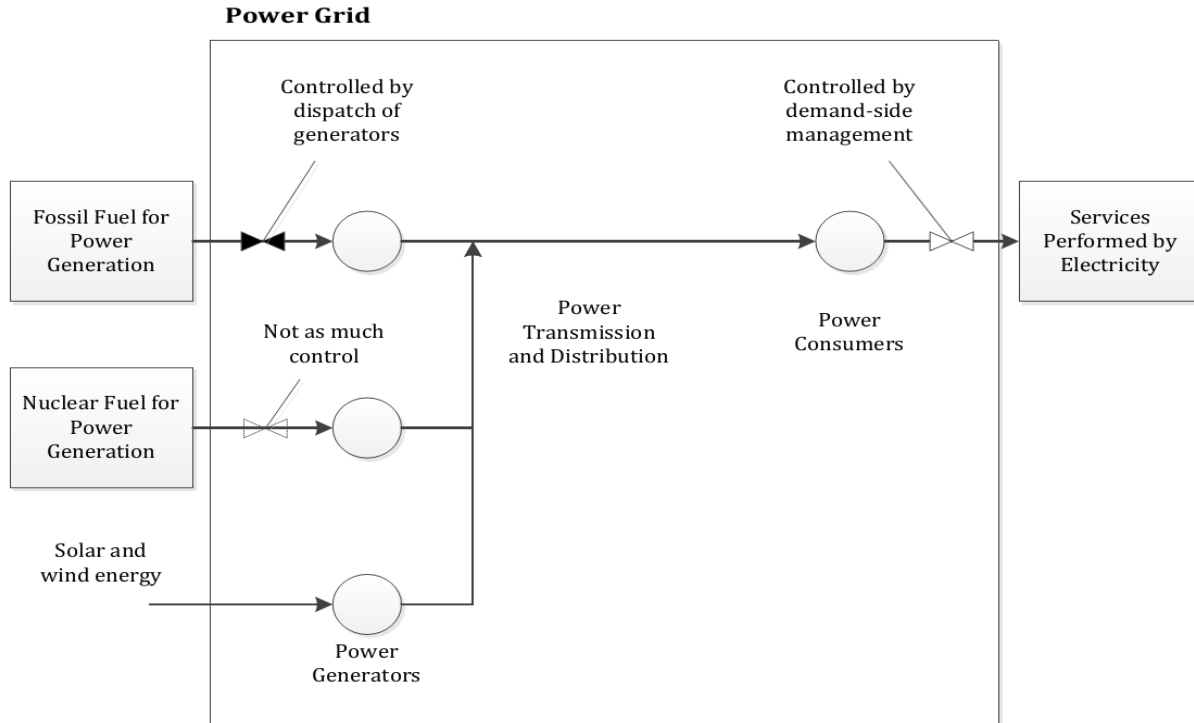 Power Grid
Controlled by
dispatch of
generators
Controlled by
demand-side
management
Fossil Fuel for
Power
Generation
Services
Performed by
Electricity
Power
Transmission
and Distribution
Power
Consumers
Not as much
control
Nuclear Fuel for
Power
Generation
Solar and
wind energy
Power
Generators